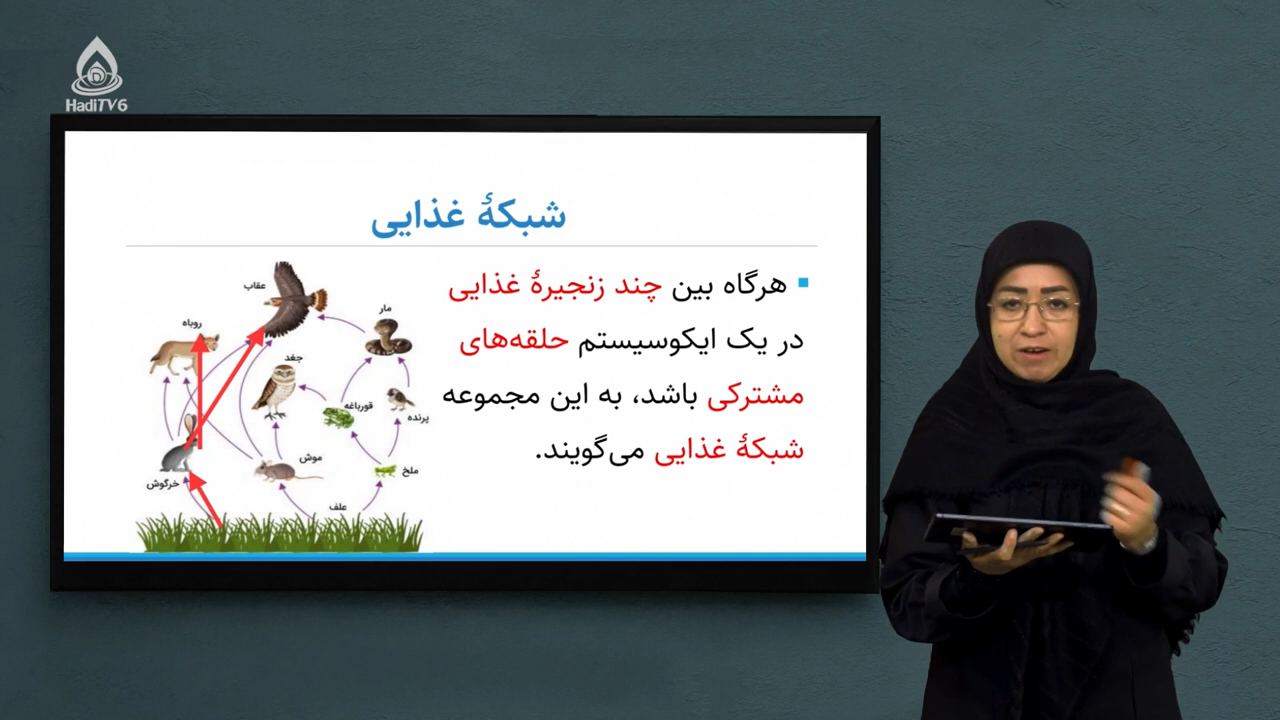 HadiTV6
شبکهٔ غذایی
هرگاه بین چند زنجیرهٔ غذایی
در یک ایکوسیستم حلقه‌های
مشترکی باشد، به این مجموعه
شبکهٔ غذایی می‌گویند.
عقاب
مار
روباه
جغد
قورباغه
پرنده
موش
ملخ
خرگوش
علف